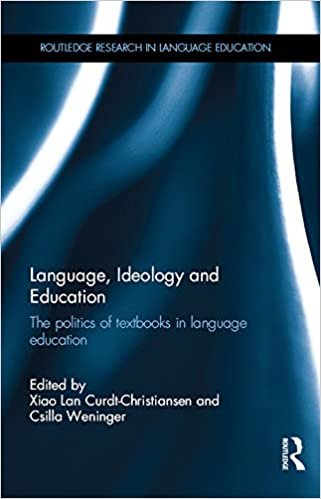 ROUTLEDGE RESEARCH IN LANGUAGE EDUCATION
Language, Ideology and
Education
The politics of textbooks in language
education
Edited by
Xiao Lan Curdt-Christiansen and
Csilla Weninger
ROUTLEDGE